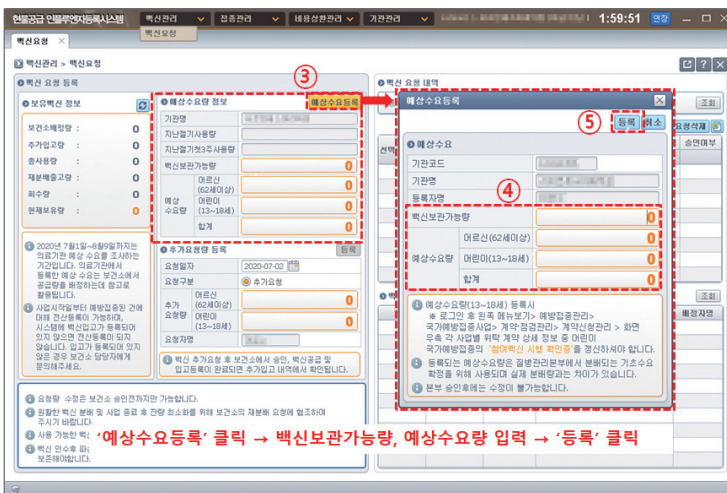 현물공급 인플루엔자등록시스템
백신관리
접종관리
비용상환관리
기관관리
1:59:51
연장
백신요청
백신요청
백신관리 > 백신요청
백신 요청 등록
보유백신 정보
보건소배정량 : 0
추가입고량 : 0
총사용량 : 0
재분배출고량 : 0
회수량 : 0
현재보유량 : 0
2020년 7월1일~8월9일까지는
의료기관 예상 수요를 조사하는
기간입니다. 의료기관에서
등록한 예상 수요는 보건소에서
공급량을 배정하는데 참고로
활용됩니다.
사업시작일부터 예방접종된 건에
대해 전산등록이 가능하며,
시스템에 백신입고가 등록되어
있지 않으면 전산등록이 되지
않습니다. 입고가 등록되어 있지
않은 경우 보건소 담당자에게
문의해주세요.
③
예상수요량 정보
예상수요등록
기관명
지난절기사용량
지난절기첫3주사용량
백신보관가능량 0
예상
수요량
어르신
(62세이상) 0
어린이
(13~18세) 0
합계 0
추가요청량 등록
등록
요청일자 2020-07-02
요청구분 추가요청
추가
요청량
어르신
(62세이상) 0
어린이
(13~18세) 0
요청자명
백신 추가요청 후 보건소에서 승인, 백신공급 및
입고등록이 완료되면 추가입고 내역에서 확인됩니다.
요청량 수정은 보건소 승인전까지만 가능합니다.
원활한 백신 분배 및 사업 종료 후 잔량 최소화를 위해 보건소의 재분배 요청에 협조하여
주시기 바랍니다.
사용 가능한 백신
백신 인수후
보존해야합니다.
백신 요청 내역
조회
요청삭제
선택
승인여부
조회
배정자명
예상수요등록
⑤
등록
취소
예상수요
기관코드
기관명
등록자명
④
백신보관가능량 0
예상수요량
어르신(62세이상) 0
어린이(13~18세) 0
합계 0
예상수요량(13~18세) 등록시
※ 로그인 후 왼쪽 메뉴보기> 예방접종관리>
국가예방접종사업> 계약·점검관리> 계약신청관리 > 화면
우측 각 사업별 위탁 계약 상세 정보 중 어린이
국가예방접종의 '참여백신 시행 확인증'을 경신하셔야 합니다.
등록되는 예상수요량은 질병관리본부에서 분배되는 기초수요
확정을 위해 사용되며 실제 분배량과는 차이가 있습니다.
본부 승인후에는 수정이 불가능합니다.
'예상수요등록' 클릭 → 백신보관가능량, 예상수요량 입력 → '등록' 클릭